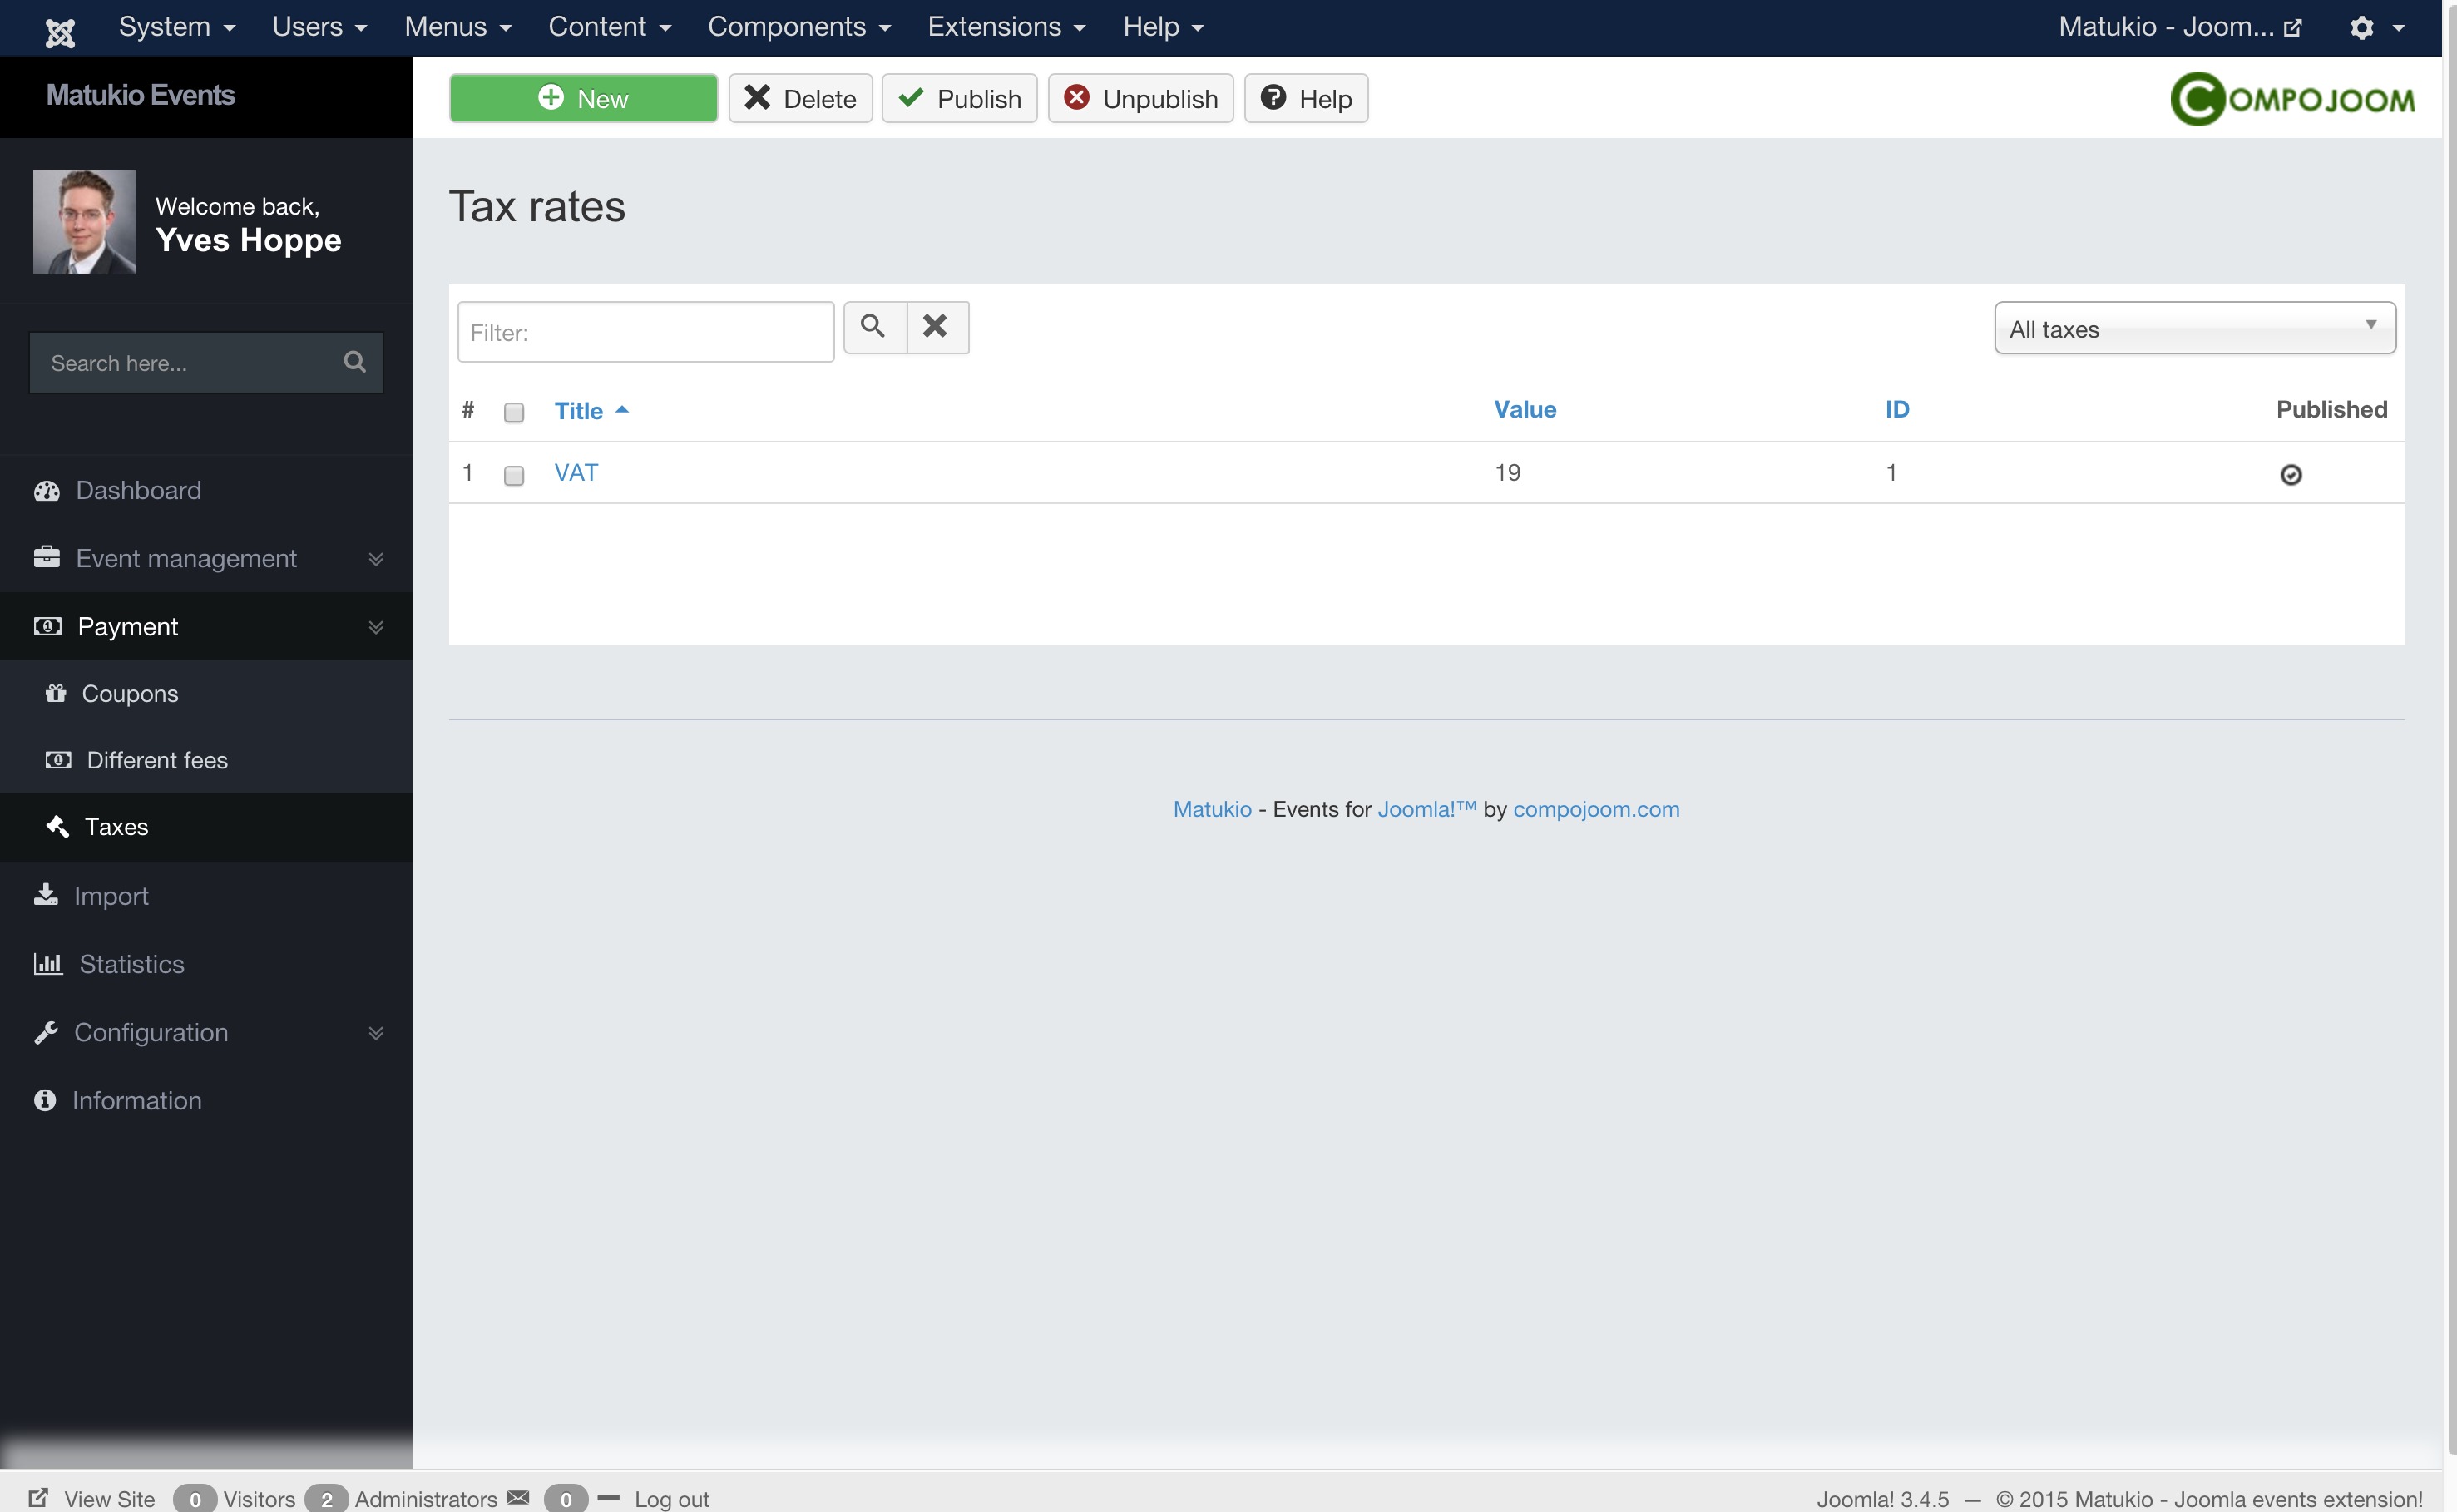 System Users Menus Content Components Extensions Help Matukio - Joom...
Matukio Events
New Delete Publish Unpublish Help COMPOJOOM
Welcome back,
Yves Hoppe
Search here...
Dashboard
Event management
Payment
Coupons
Different fees
Taxes
Import
Statistics
Configuration
Information
Tax rates
Filter: All taxes
# Title Value ID Published
1 VAT 19 1
Matukio - Events for Joomla!™ by compojoom.com
View Site 0 Visitors 2 Administrators 0 Log out Joomla! 3.4.5 — © 2015 Matukio - Joomla events extension!